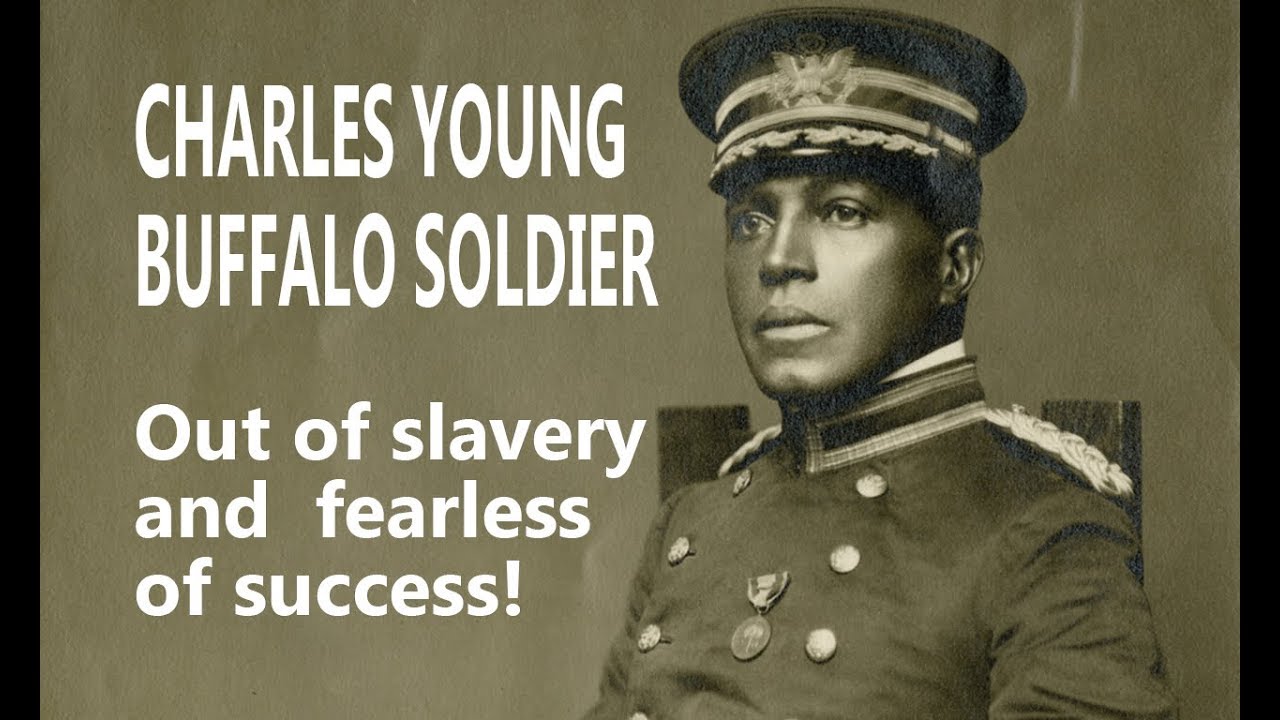 CHARLES YOUNG
BUFFALO SOLDIER
Out of slavery
and fearless
of success!